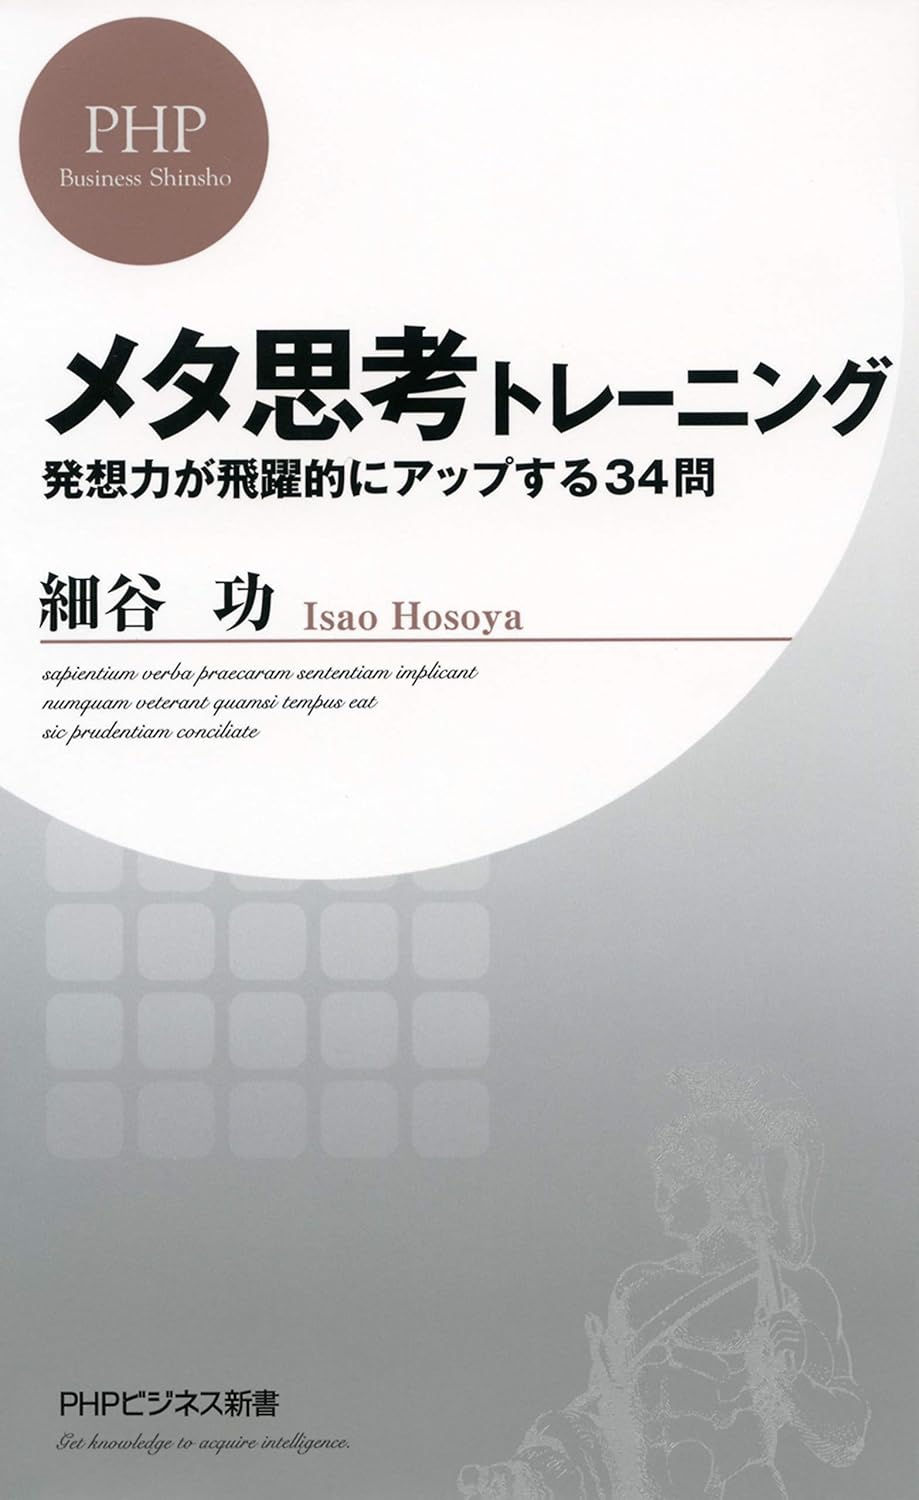 PHP
Business Shinsho
メタ思考トレーニング
発想力が飛躍的にアップする34問
細谷 功 Isao Hosoya
sapientium verba praecaram sententiam implicant
numquam veterant quamsi tempus eat
sic prudentiam conciliate
PHPビジネス新書
Get knowledge to acquire intelligence.